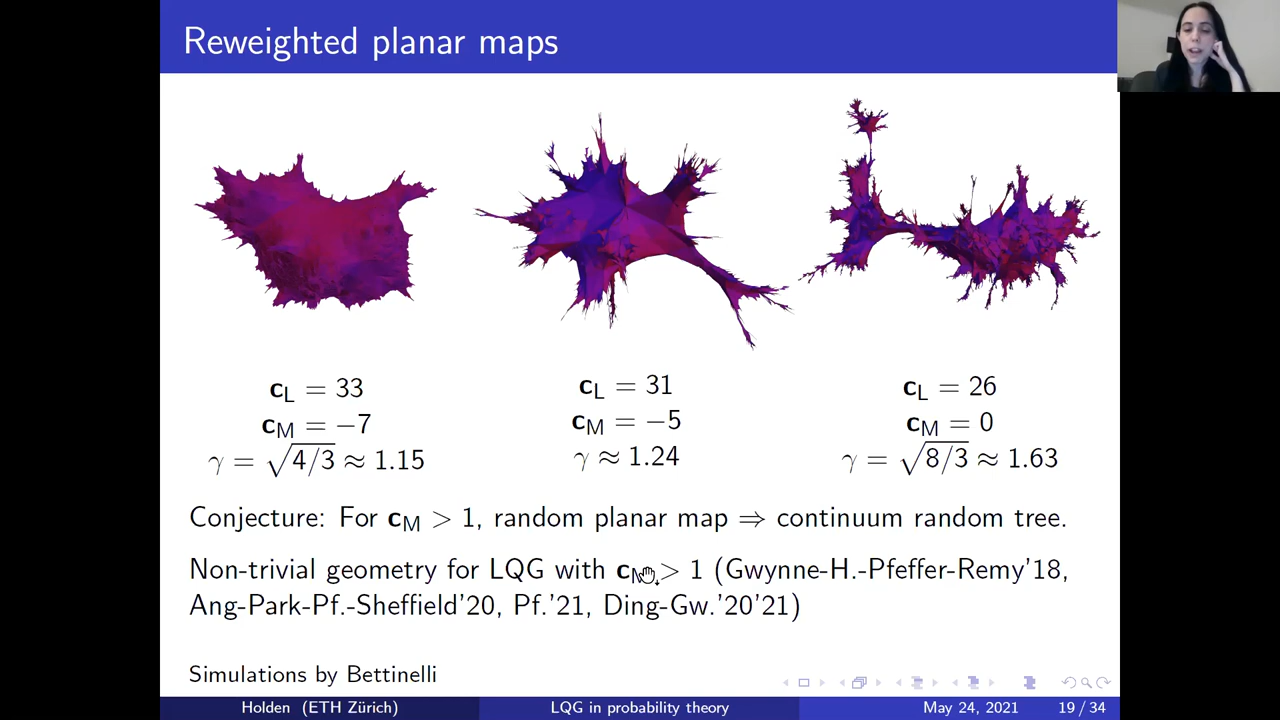 Reweighted planar maps
c_L = 33
c_M = −7
γ = √4/3 ≈ 1.15
c_L = 31
c_M = −5
γ ≈ 1.24
c_L = 26
c_M = 0
γ = √8/3 ≈ 1.63
Conjecture: For c_M > 1, random planar map ⇒ continuum random tree.
Non-trivial geometry for LQG with c_M > 1 (Gwynne-H.-Pfeffer-Remy'18,
Ang-Park-Pf.-Sheffield'20, Pf.'21, Ding-Gw.'20'21)
Simulations by Bettinelli
Holden (ETH Zürich) LQG in probability theory May 24, 2021 19 / 34